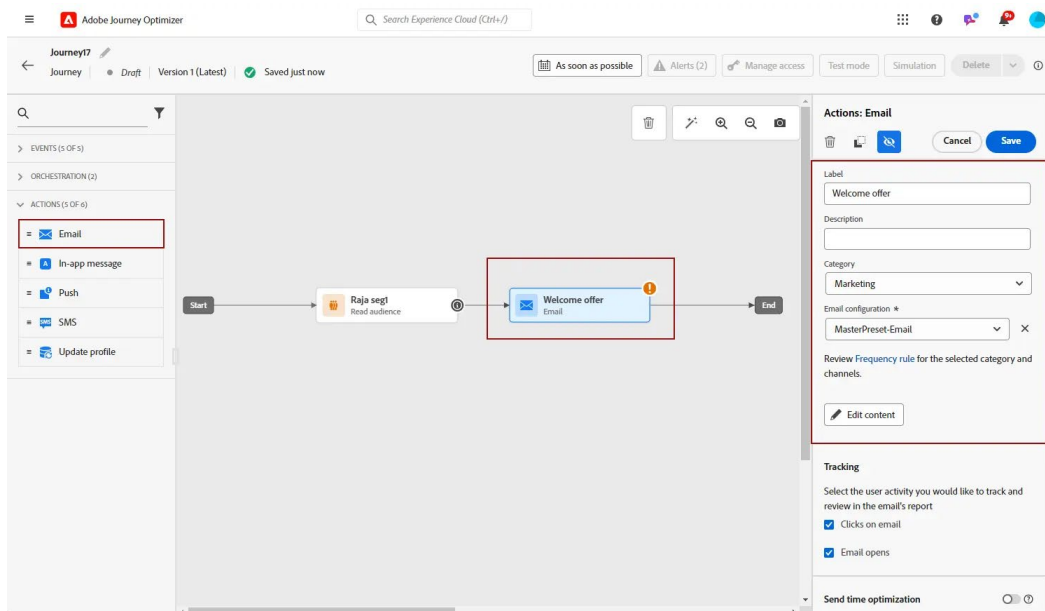 Adobe Journey Optimizer
Search Experience Cloud (Ctrl+/)
9+
Journey17
Journey
Draft
Version 1 (Latest)
Saved just now
As soon as possible
Alerts (2)
Manage access
Test mode
Simulation
Delete
EVENTS (5 OF 5)
ORCHESTRATION (2)
ACTIONS (5 OF 6)
Email
In-app message
Push
SMS
Update profile
Start
Raja seg1
Read audience
Welcome offer
Email
End
Actions: Email
Cancel
Save
Label
Welcome offer
Description
Category
Marketing
Email configuration *
MasterPreset-Email
Review Frequency rule for the selected category and
channels.
Edit content
Tracking
Select the user activity you would like to track and
review in the email's report
Clicks on email
Email opens
Send time optimization